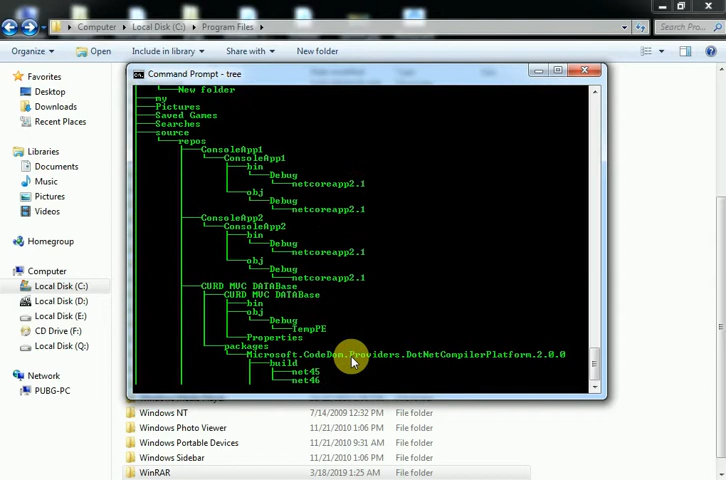 Computer Local Disk (C:) Program Files
Search Pro...
Organize Open Include in library Share with New folder
Command Prompt - tree
Favorites
Desktop
Downloads
Recent Places
Libraries
Documents
Music
Pictures
Videos
Homegroup
Computer
Local Disk (C:)
Local Disk (D:)
Local Disk (E:)
CD Drive (F:)
Local Disk (Q:)
Network
PUBG-PC
New folder
my
Pictures
Saved Games
Searches
source
repos
ConsoleApp1
ConsoleApp1
bin
Debug
netcoreapp2.1
obj
Debug
netcoreapp2.1
ConsoleApp2
ConsoleApp2
bin
Debug
netcoreapp2.1
obj
Debug
netcoreapp2.1
CURD MVC DATABase
CURD MVC DATABase
bin
obj
Debug
TempPE
Properties
packages
Microsoft.CodeDom.Providers.DotNetCompilerPlatform.2.0.0
build
net45
net46
Windows NT 7/14/2009 12:32 PM File folder
Windows Photo Viewer 11/21/2010 1:06 PM File folder
Windows Portable Devices 11/21/2010 9:31 AM File folder
Windows Sidebar 11/21/2010 1:06 PM File folder
WinRAR 3/18/2019 1:25 AM File folder